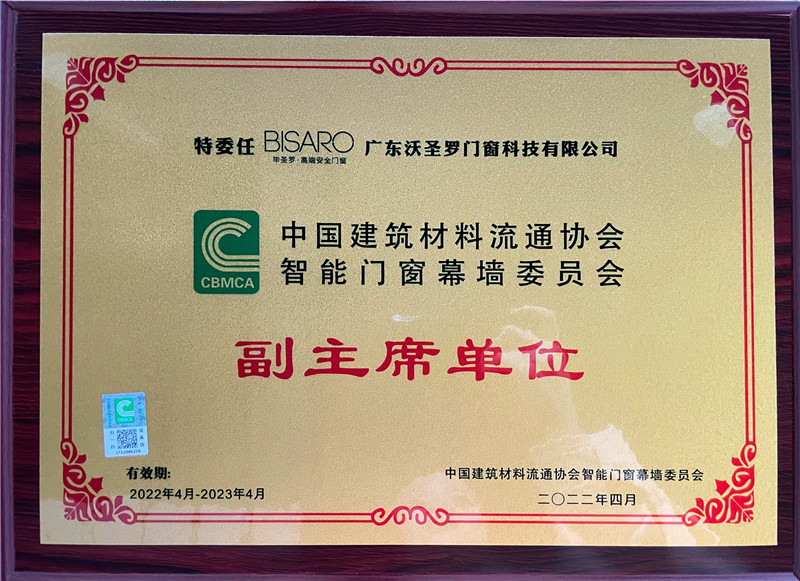 特委任 BISARO 广东沃圣罗门窗科技有限公司
毕圣罗·高端安全门窗
中国建筑材料流通协会
CBMCA 智能门窗幕墙委员会
副主席单位
CBMCA
有效期:
中国建筑材料流通协会智能门窗幕墙委员会
2022年4月-2023年4月
二〇二二年四月